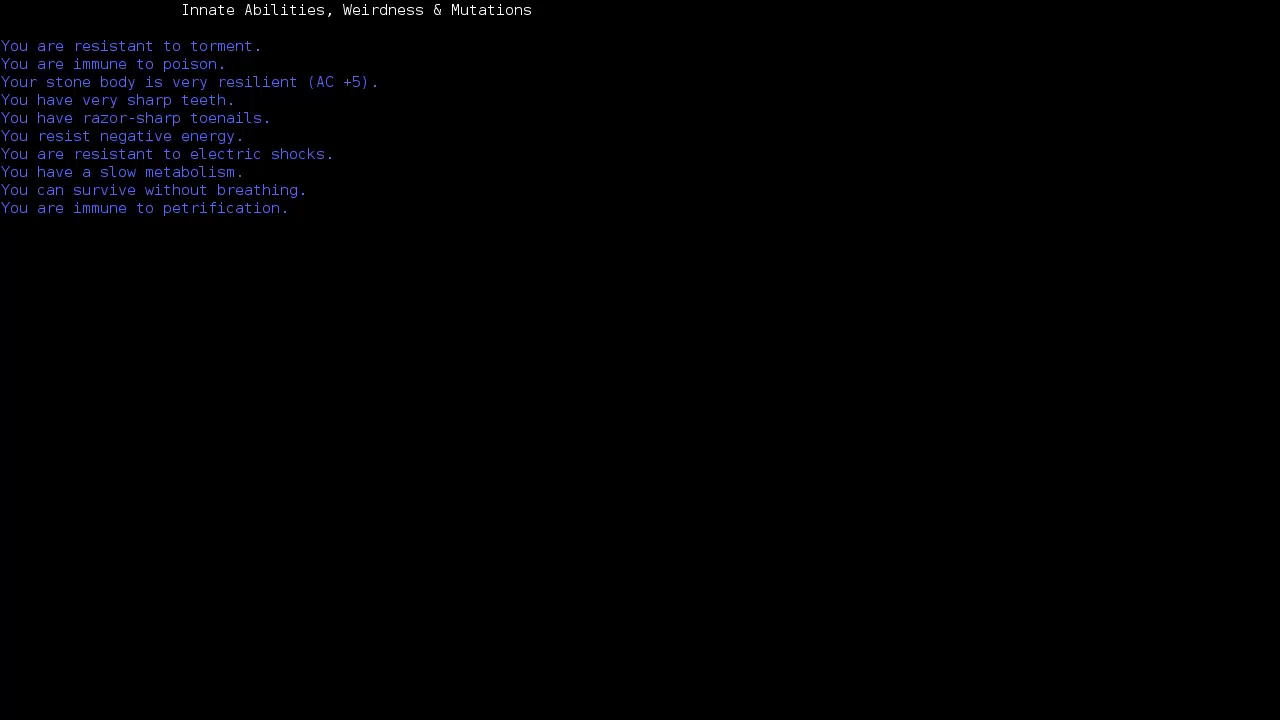 Innate Abilities, Weirdness & Mutations
You are resistant to torment.
You are immune to poison.
Your stone body is very resilient (AC +5).
You have very sharp teeth.
You have razor-sharp toenails.
You resist negative energy.
You are resistant to electric shocks.
You have a slow metabolism.
You can survive without breathing.
You are immune to petrification.